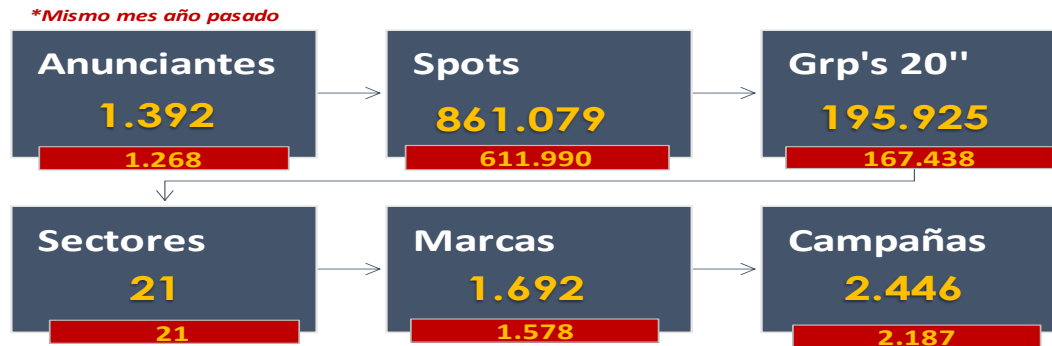 *Mismo mes año pasado
Anunciantes
1.392
1.268
Spots
861.079
611.990
Grp's 20''
195.925
167.438
Sectores
21
21
Marcas
1.692
1.578
Campañas
2.446
2.187